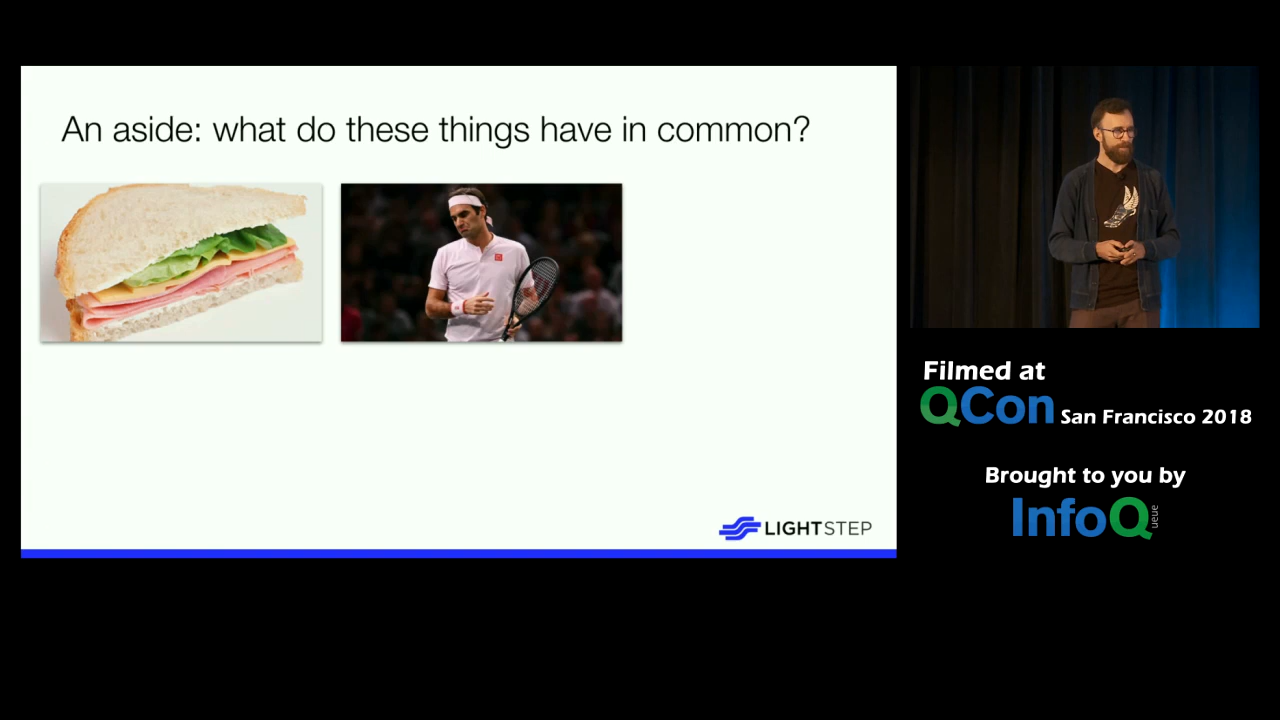 An aside: what do these things have in common?
LIGHTSTEP
Filmed at
QCon San Francisco 2018
Brought to you by
InfoQueue